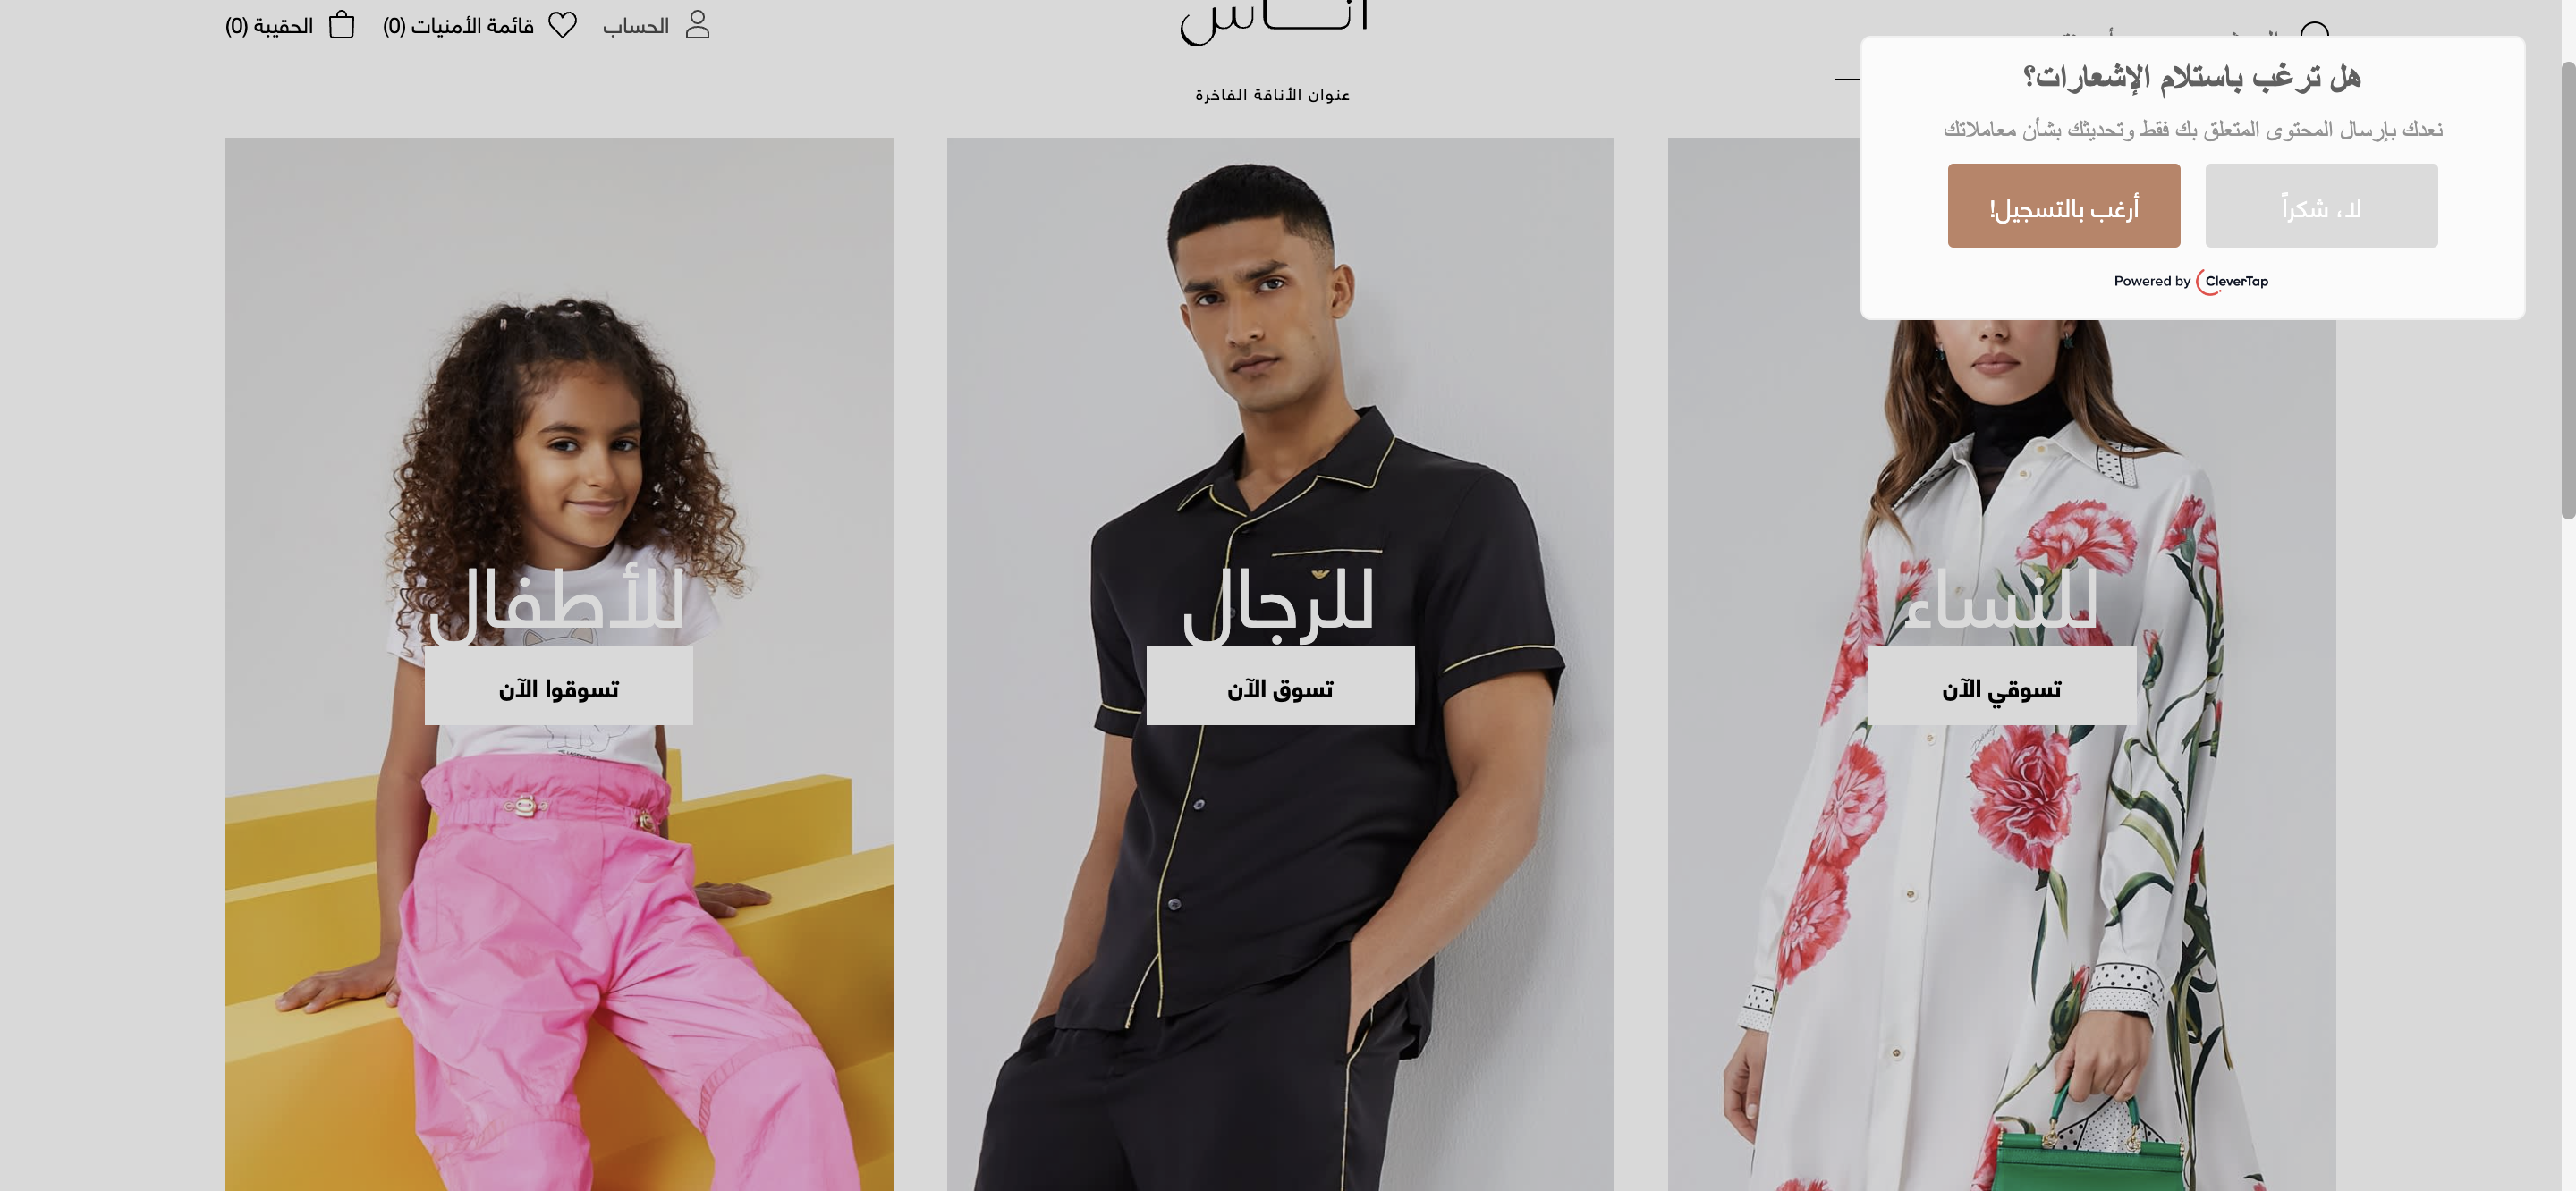 أناس
الحساب
قائمة الأمنيات (0)
الحقيبة (0)
عنوان الأناقة الفاخرة
هل ترغب باستلام الإشعارات؟
نعدك بإرسال المحتوى المتعلق بك فقط وتحديثك بشأن معاملاتك
لا، شكراً
أرغب بالتسجيل!
Powered by CleverTap
للنساء
تسوقي الآن
للرجال
تسوق الآن
للأطفال
تسوقوا الآن